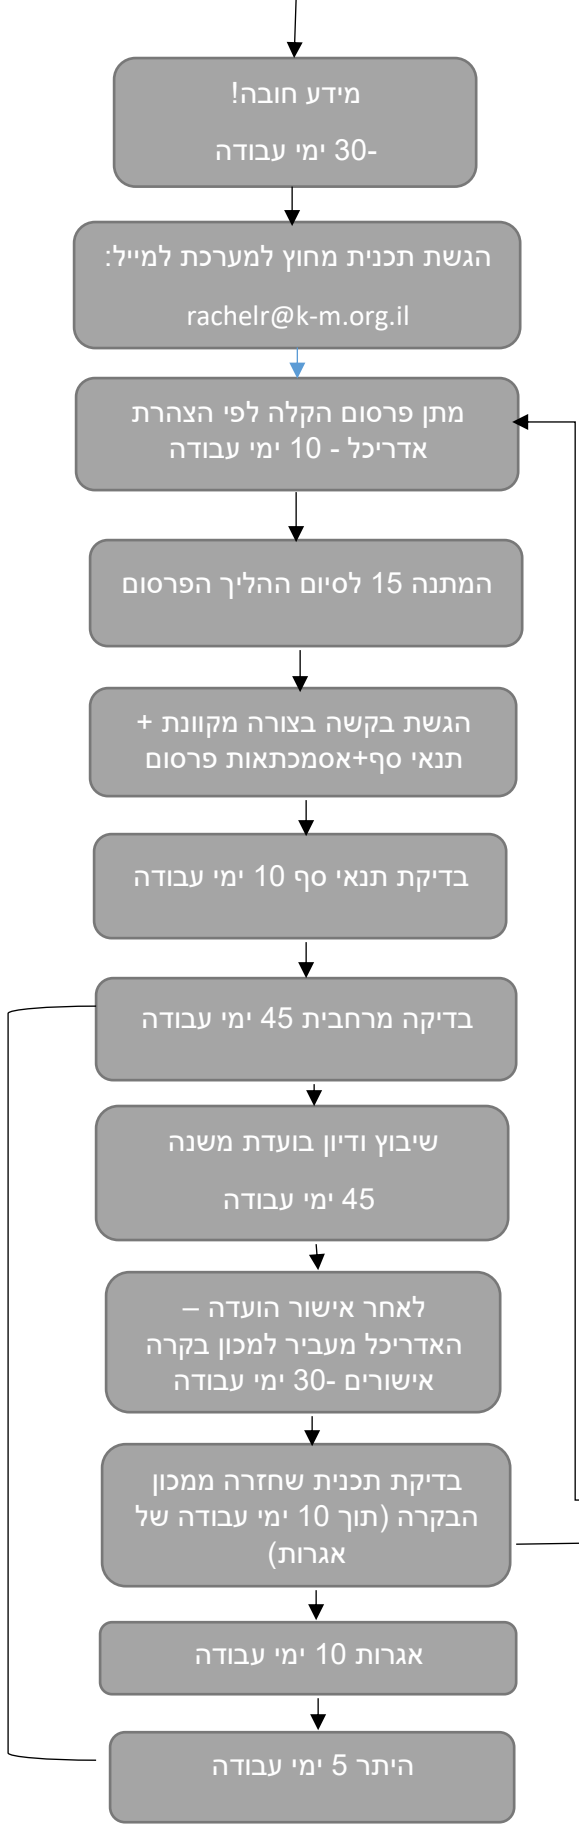 מידע חובה!
-30 ימי עבודה
הגשת תכנית מחוץ למערכת למייל:
rachelr@k-m.org.il
מתן פרסום הקלה לפי הצהרת
אדריכל - 10 ימי עבודה
המתנה 15 לסיום ההליך הפרסום
הגשת בקשה בצורה מקוונת +
תנאי סף+אסמכתאות פרסום
בדיקת תנאי סף 10 ימי עבודה
בדיקה מרחבית 45 ימי עבודה
שיבוץ ודיון בועדת משנה
45 ימי עבודה
לאחר אישור הועדה –
האדריכל מעביר למכון בקרה
אישורים -30 ימי עבודה
בדיקת תכנית שחזרה ממכון
הבקרה (תוך 10 ימי עבודה של
אגרות)
אגרות 10 ימי עבודה
היתר 5 ימי עבודה